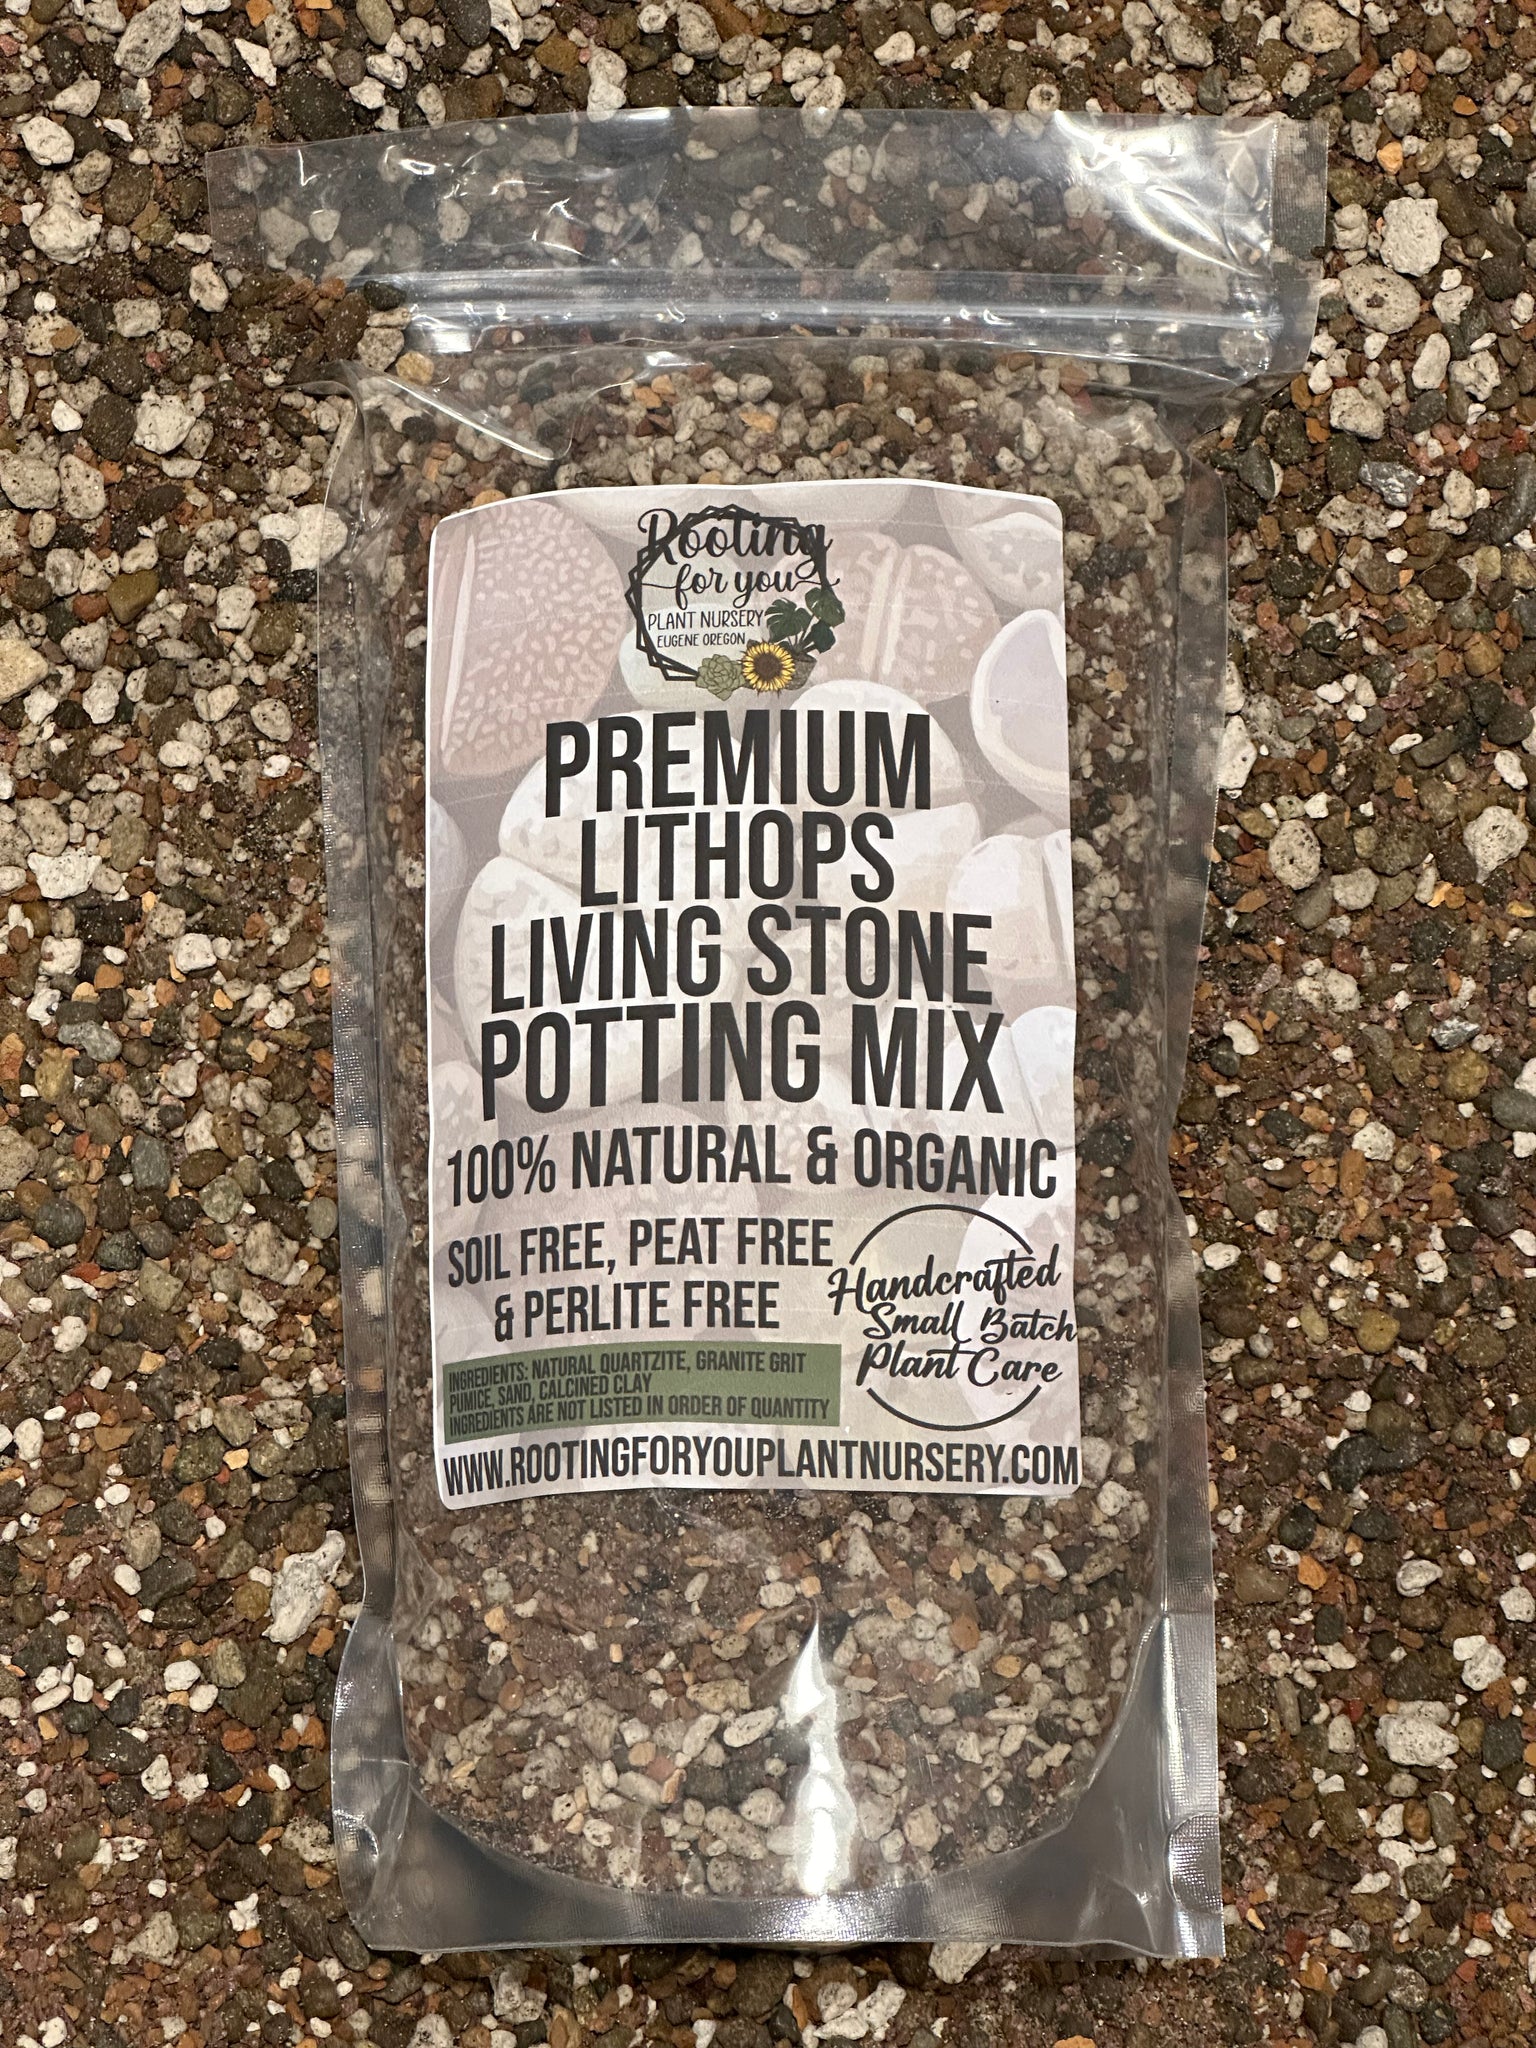 Rooting
for you
PLANT NURSERY
EUGENE OREGON
PREMIUM
LITHOPS
LIVING STONE
POTTING MIX
100% NATURAL & ORGANIC
SOIL FREE, PEAT FREE
& PERLITE FREE
Handcrafted
Small Batch
Plant Care
INGREDIENTS: NATURAL QUARTZITE, GRANITE GRIT
PUMICE, SAND, CALCINED CLAY
INGREDIENTS ARE NOT LISTED IN ORDER OF QUANTITY
WWW.ROOTINGFORYOUPLANTNURSERY.COM